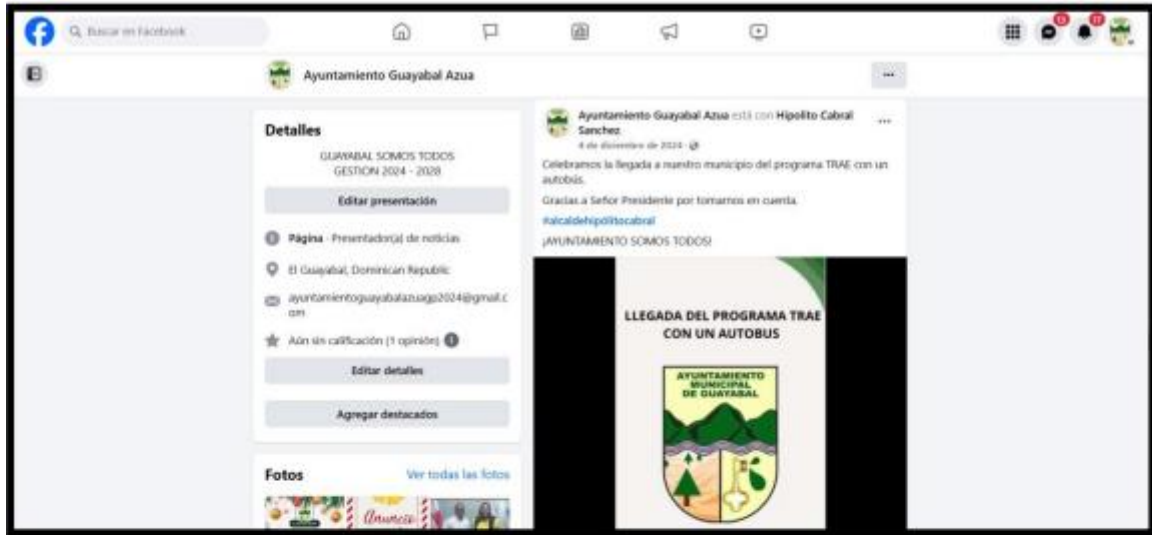 Buscar en Facebook
13
17
Ayuntamiento Guayabal Azua
Detalles
GUAYABAL SOMOS TODOS
GESTION 2024 - 2028
Editar presentación
Página · Presentador(a) de noticias
El Guayabal, Dominican Republic
ayuntamientoguayabalazuagp2024@gmail.c
om
Aún sin calificación (1 opinión)
Editar detalles
Agregar destacados
Fotos
Ver todas las fotos
Anuncio
Ayuntamiento Guayabal Azua está con Hipolito Cabral
Sanchez.
4 de diciembre de 2024
Celebramos la llegada a nuestro municipio del programa TRAE con un
autobús.
Gracias a Señor Presidente por tomarnos en cuenta.
#alcaldehipólitocabral
¡AYUNTAMIENTO SOMOS TODOS!
LLEGADA DEL PROGRAMA TRAE
CON UN AUTOBUS
AYUNTAMIENTO
MUNICIPAL
DE GUAYABAL